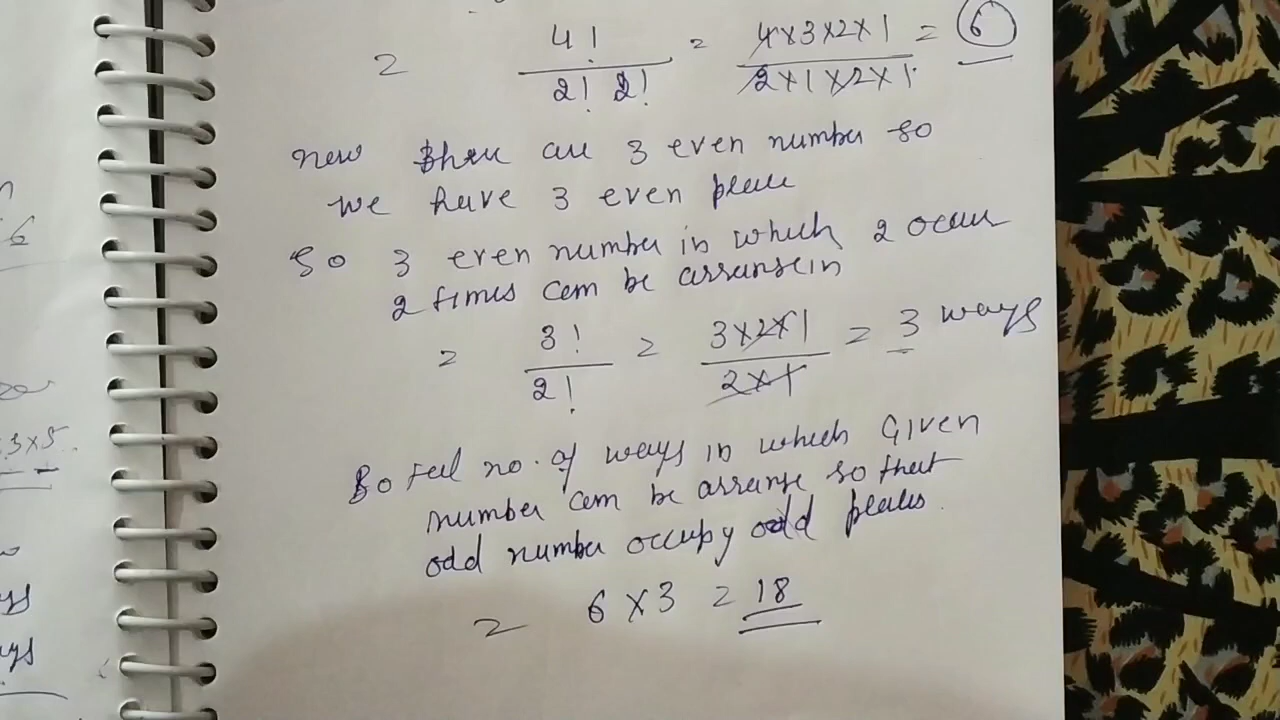 = 4! / 2! 2! = 4×3×2×1 / 2×1×2×1 = 6
now there are 3 even number so
we have 3 even place
So 3 even number in which 2 occur
2 times can be arrange in
= 3! / 2! = 3×2×1 / 2×1 = 3 ways
So no. of ways in which Given
number can be arrange so that
odd number occupy odd places.
= 6×3 = 18
6
3×5